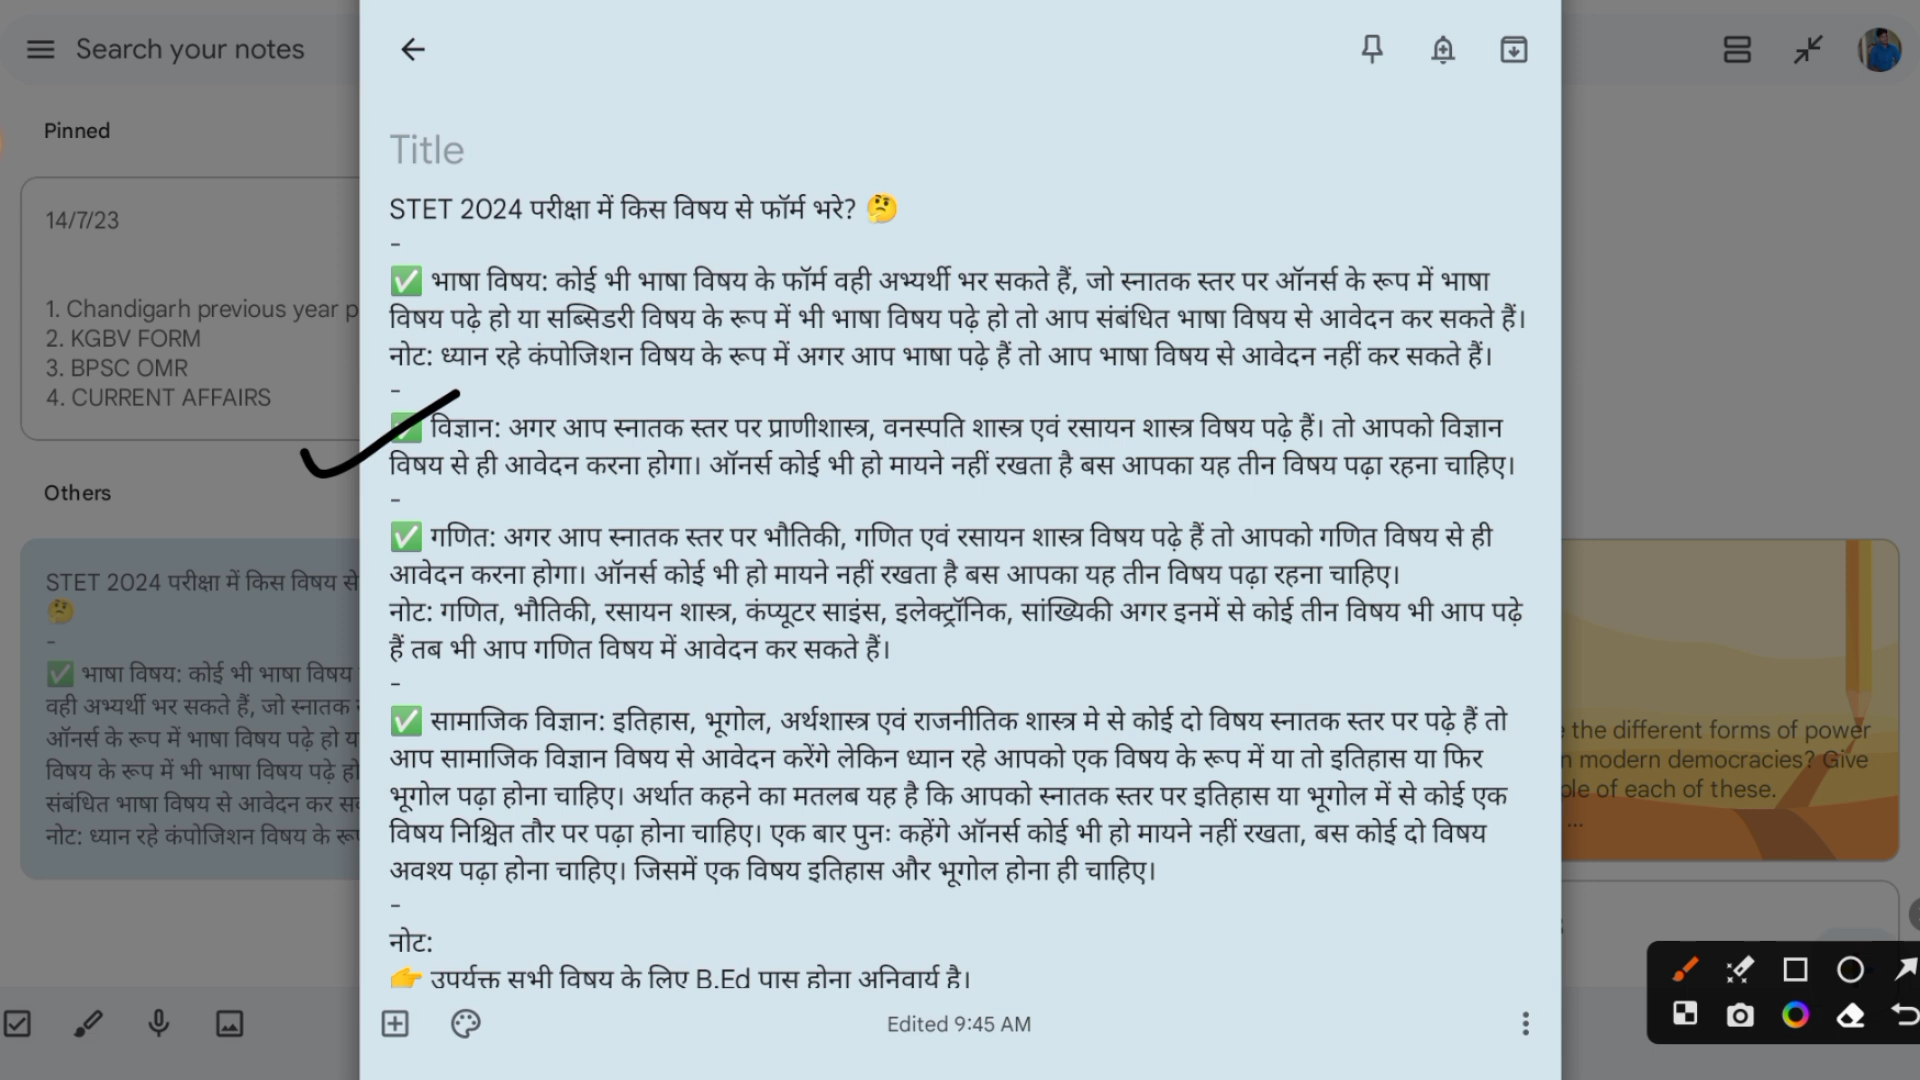 Search your notes
Pinned
14/7/23
1. Chandigarh previous year p
2. KGBV FORM
3. BPSC OMR
4. CURRENT AFFAIRS
Others
STET 2024 परीक्षा में किस विषय से
🤔
-
✅ भाषा विषय: कोई भी भाषा विषय
वही अभ्यर्थी भर सकते हैं, जो स्नातक
ऑनर्स के रूप में भाषा विषय पढ़े हो
विषय के रूप में भी भाषा विषय पढ़े हो
संबंधित भाषा विषय से आवेदन कर
नोट: ध्यान रहे कंपोजिशन विषय के
Title
STET 2024 परीक्षा में किस विषय से फॉर्म भरे? 🤔
-
✅ भाषा विषय: कोई भी भाषा विषय के फॉर्म वही अभ्यर्थी भर सकते हैं, जो स्नातक स्तर पर ऑनर्स के रूप में भाषा
विषय पढ़े हो या सब्सिडरी विषय के रूप में भी भाषा विषय पढ़े हो तो आप संबंधित भाषा विषय से आवेदन कर सकते हैं।
नोट: ध्यान रहे कंपोजिशन विषय के रूप में अगर आप भाषा पढ़े हैं तो आप भाषा विषय से आवेदन नहीं कर सकते हैं।
-
✅ विज्ञान: अगर आप स्नातक स्तर पर प्राणीशास्त्र, वनस्पति शास्त्र एवं रसायन शास्त्र विषय पढ़े हैं। तो आपको विज्ञान
विषय से ही आवेदन करना होगा। ऑनर्स कोई भी हो मायने नहीं रखता है बस आपका यह तीन विषय पढ़ा रहना चाहिए।
-
✅ गणित: अगर आप स्नातक स्तर पर भौतिकी, गणित एवं रसायन शास्त्र विषय पढ़े हैं तो आपको गणित विषय से ही
आवेदन करना होगा। ऑनर्स कोई भी हो मायने नहीं रखता है बस आपका यह तीन विषय पढ़ा रहना चाहिए।
नोट: गणित, भौतिकी, रसायन शास्त्र, कंप्यूटर साइंस, इलेक्ट्रॉनिक, सांख्यिकी अगर इनमें से कोई तीन विषय भी आप पढ़े
हैं तब भी आप गणित विषय में आवेदन कर सकते हैं।
-
✅ सामाजिक विज्ञान: इतिहास, भूगोल, अर्थशास्त्र एवं राजनीतिक शास्त्र मे से कोई दो विषय स्नातक स्तर पर पढ़े हैं तो
आप सामाजिक विज्ञान विषय से आवेदन करेंगे लेकिन ध्यान रहे आपको एक विषय के रूप में या तो इतिहास या फिर
भूगोल पढ़ा होना चाहिए। अर्थात कहने का मतलब यह है कि आपको स्नातक स्तर पर इतिहास या भूगोल में से कोई एक
विषय निश्चित तौर पर पढ़ा होना चाहिए। एक बार पुनः कहेंगे ऑनर्स कोई भी हो मायने नहीं रखता, बस कोई दो विषय
अवश्य पढ़ा होना चाहिए। जिसमें एक विषय इतिहास और भूगोल होना ही चाहिए।
-
नोट:
👉 उपर्यक्त सभी विषय के लिए B.Ed पास होना अनिवार्य है।
Edited 9:45 AM
the different forms of power
modern democracies? Give
of each of these.
...